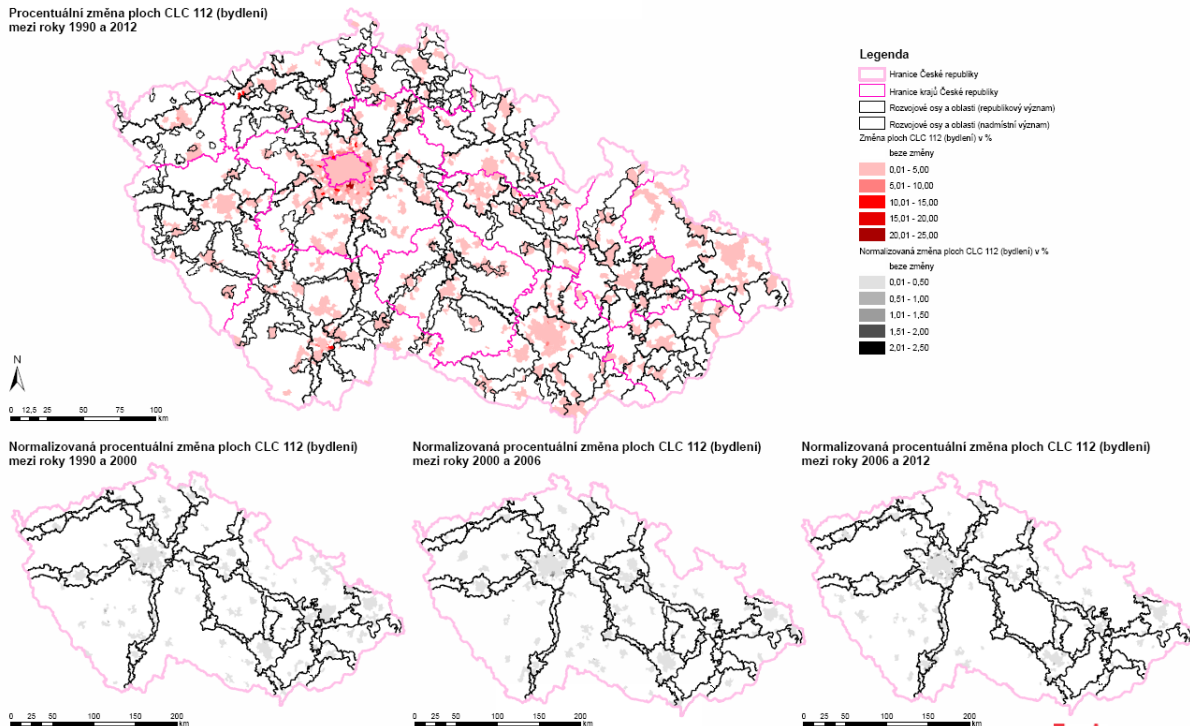 Procentuální změna ploch CLC 112 (bydlení)
mezi roky 1990 a 2012
Legenda
Hranice České republiky
Hranice krajů České republiky
Rozvojové osy a oblasti (republikový význam)
Rozvojové osy a oblasti (nadmístní význam)
Změna ploch CLC 112 (bydlení) v %
beze změny
0,01 - 5,00
5,01 - 10,00
10,01 - 15,00
15,01 - 20,00
20,01 - 25,00
Normalizovaná změna ploch CLC 112 (bydlení) v %
beze změny
0,01 - 0,50
0,51 - 1,00
1,01 - 1,50
1,51 - 2,00
2,01 - 2,50
N
0 12,5 25 50 75 100
km
Normalizovaná procentuální změna ploch CLC 112 (bydlení)
mezi roky 1990 a 2000
Normalizovaná procentuální změna ploch CLC 112 (bydlení)
mezi roky 2000 a 2006
Normalizovaná procentuální změna ploch CLC 112 (bydlení)
mezi roky 2006 a 2012
0 25 50 100 150 200
km
0 25 50 100 150 200
km
0 25 50 100 150 200
km